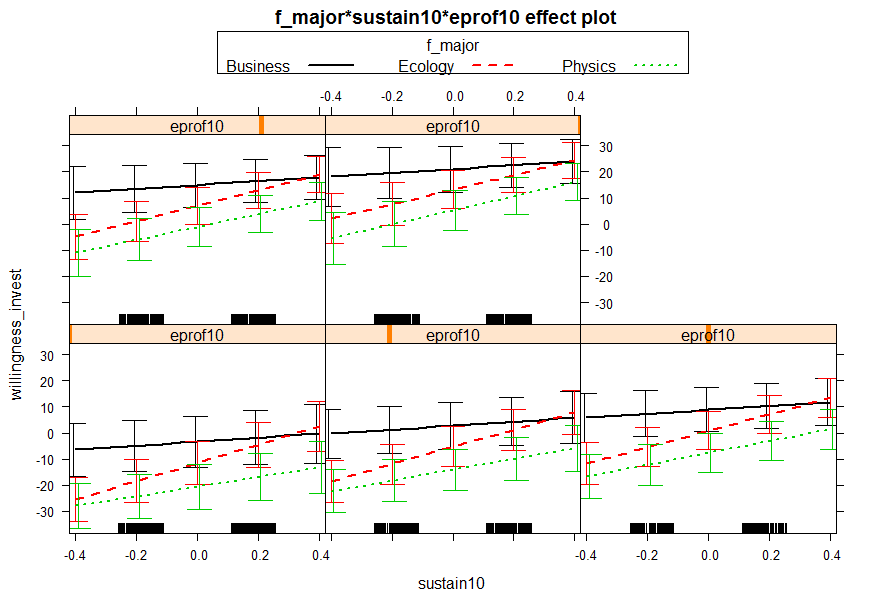 f_major*sustain10*eprof10 effect plot
f_major
Business Ecology Physics
-0.4 -0.2 0.0 0.2 0.4
eprof10 eprof10
30
20
10
0
-10
-20
-30
willingness_invest
eprof10 eprof10 eprof10
30
20
10
0
-10
-20
-30
-0.4 -0.2 0.0 0.2 0.4 -0.4 -0.2 0.0 0.2 0.4
sustain10